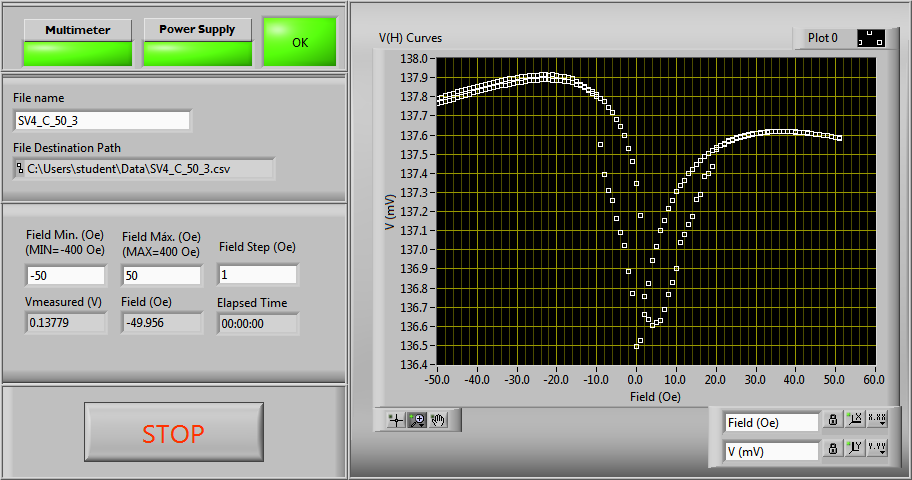 Multimeter
Power Supply
OK
File name
SV4_C_50_3
File Destination Path
C:\Users\student\Data\SV4_C_50_3.csv
Field Min. (Oe)
(MIN=-400 Oe)
Field Máx. (Oe)
(MAX=400 Oe)
Field Step (Oe)
-50
50
1
Vmeasured (V)
Field (Oe)
Elapsed Time
0.13779
-49.956
00:00:00
STOP
V(H) Curves
Plot 0
V (mV)
138.0
137.9
137.8
137.7
137.6
137.5
137.4
137.3
137.2
137.1
137.0
136.9
136.8
136.7
136.6
136.5
136.4
-50.0 -40.0 -30.0 -20.0 -10.0 0.0 10.0 20.0 30.0 40.0 50.0 60.0
Field (Oe)
Field (Oe)
X
X.XX
V (mV)
Y
Y.YY